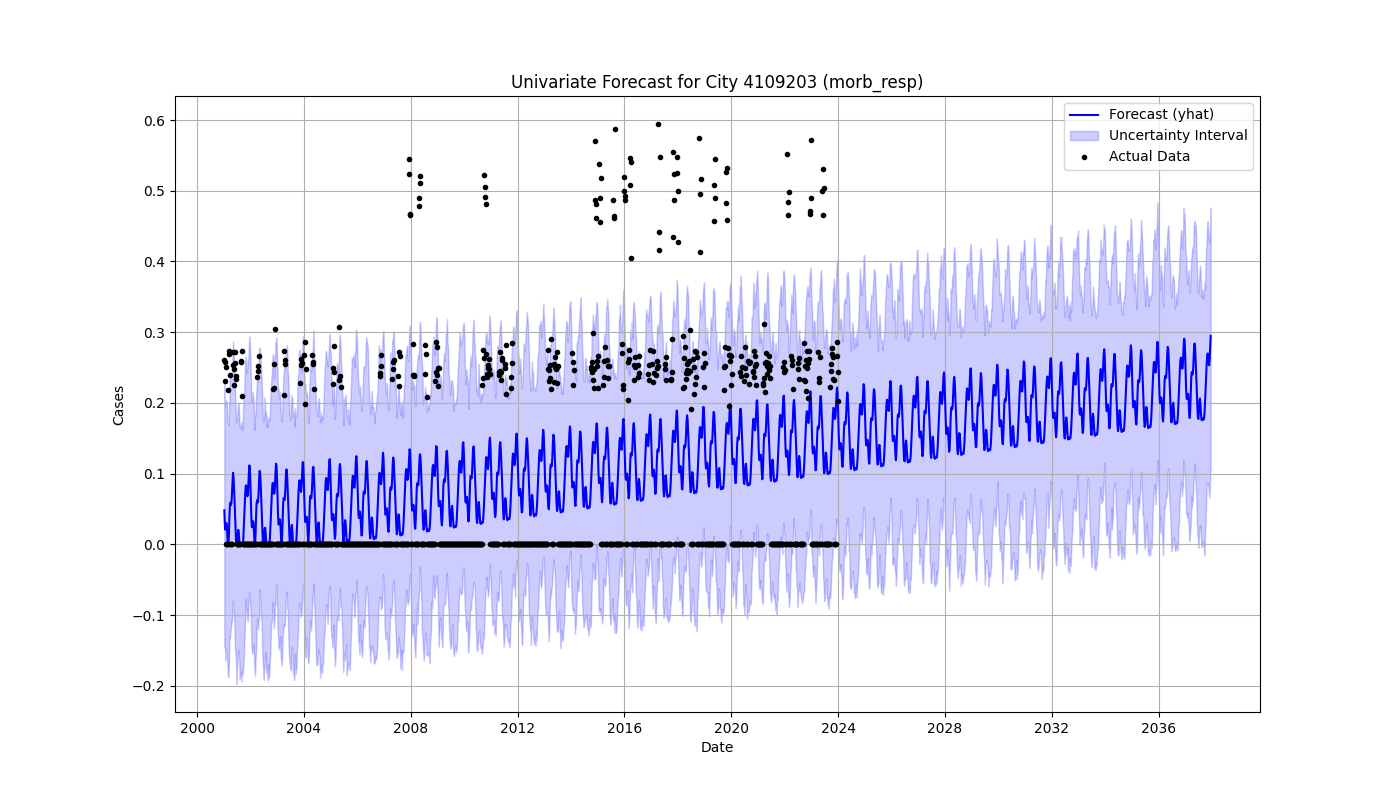 Univariate Forecast for City 4109203 (morb_resp)
Forecast (yhat)
Uncertainty Interval
Actual Data
Cases
0.6
0.5
0.4
0.3
0.2
0.1
0.0
−0.1
−0.2
2000 2004 2008 2012 2016 2020 2024 2028 2032 2036
Date